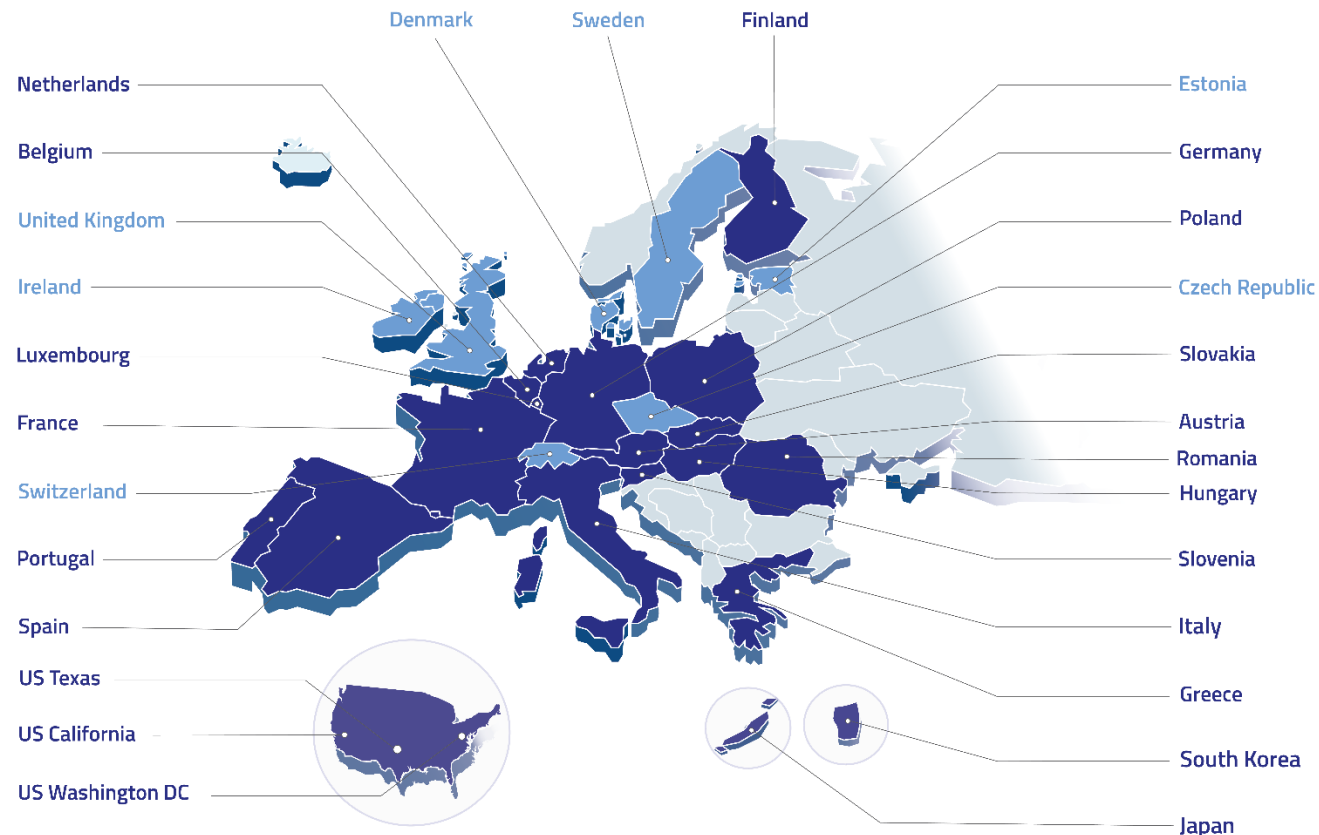 Denmark
Sweden
Finland
Netherlands
Estonia
Belgium
Germany
United Kingdom
Poland
Ireland
Czech Republic
Luxembourg
Slovakia
France
Austria
Romania
Switzerland
Hungary
Portugal
Slovenia
Spain
Italy
US Texas
Greece
US California
South Korea
US Washington DC
Japan